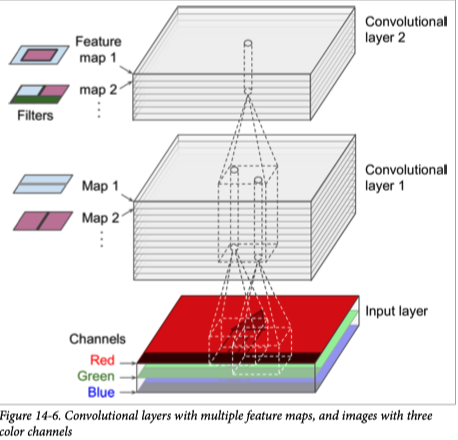 Convolutional
layer 2
Feature
map 1
map 2
Filters
Convolutional
layer 1
Map 1
Map 2
Input layer
Channels
Red
Green
Blue
Figure 14-6. Convolutional layers with multiple feature maps, and images with three
color channels